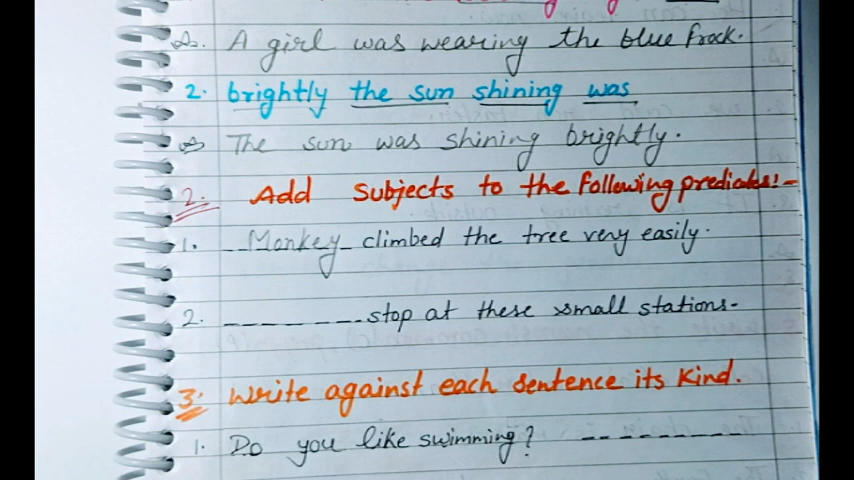 A. A girl was wearing the blue frock.
2. brightly the sun shining was
A The sun was shining brightly.
2. Add subjects to the following predicates:-
1. Monkey climbed the tree very easily.
2. _______ stop at these small stations.
3. Write against each sentence its kind.
1. Do you like swimming? _________